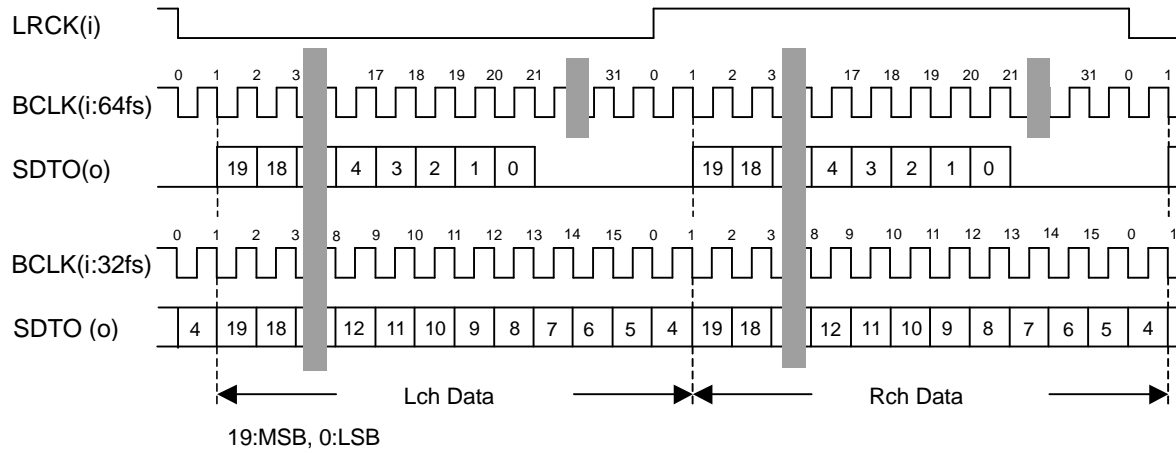 LRCK(i)
0 1 2 3 17 18 19 20 21 31 0 1 2 3 17 18 19 20 21 31 0 1
BCLK(i:64fs)
SDTO(o) 19 18 4 3 2 1 0 19 18 4 3 2 1 0
0 1 2 3 8 9 10 11 12 13 14 15 0 1 2 3 8 9 10 11 12 13 14 15 0 1
BCLK(i:32fs)
SDTO (o) 4 19 18 12 11 10 9 8 7 6 5 4 19 18 12 11 10 9 8 7 6 5 4
Lch Data Rch Data
19:MSB, 0:LSB